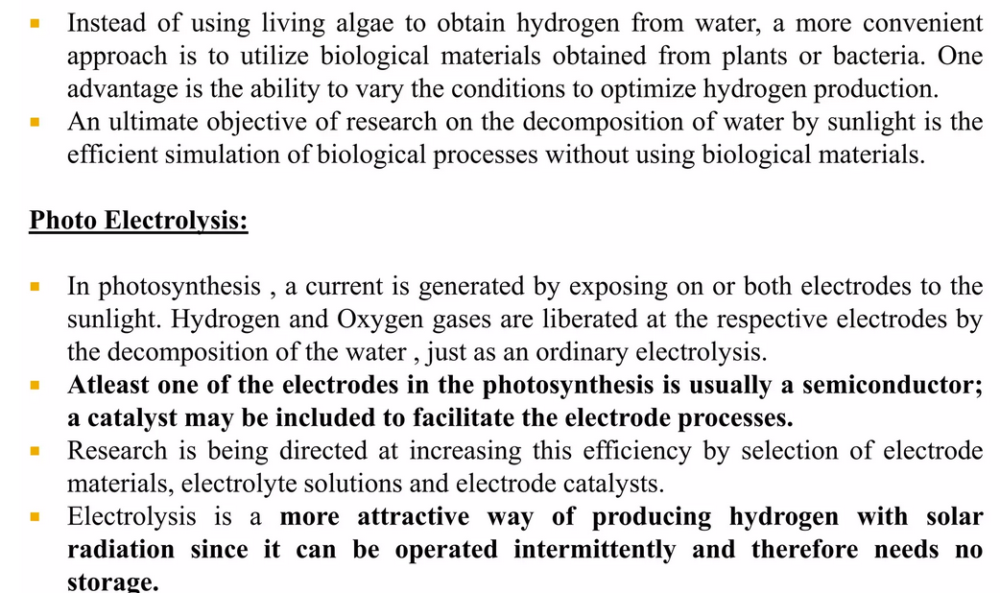 Instead of using living algae to obtain hydrogen from water, a more convenient
approach is to utilize biological materials obtained from plants or bacteria. One
advantage is the ability to vary the conditions to optimize hydrogen production.
An ultimate objective of research on the decomposition of water by sunlight is the
efficient simulation of biological processes without using biological materials.
Photo Electrolysis:
In photosynthesis , a current is generated by exposing on or both electrodes to the
sunlight. Hydrogen and Oxygen gases are liberated at the respective electrodes by
the decomposition of the water , just as an ordinary electrolysis.
Atleast one of the electrodes in the photosynthesis is usually a semiconductor;
a catalyst may be included to facilitate the electrode processes.
Research is being directed at increasing this efficiency by selection of electrode
materials, electrolyte solutions and electrode catalysts.
Electrolysis is a more attractive way of producing hydrogen with solar
radiation since it can be operated intermittently and therefore needs no
storage.